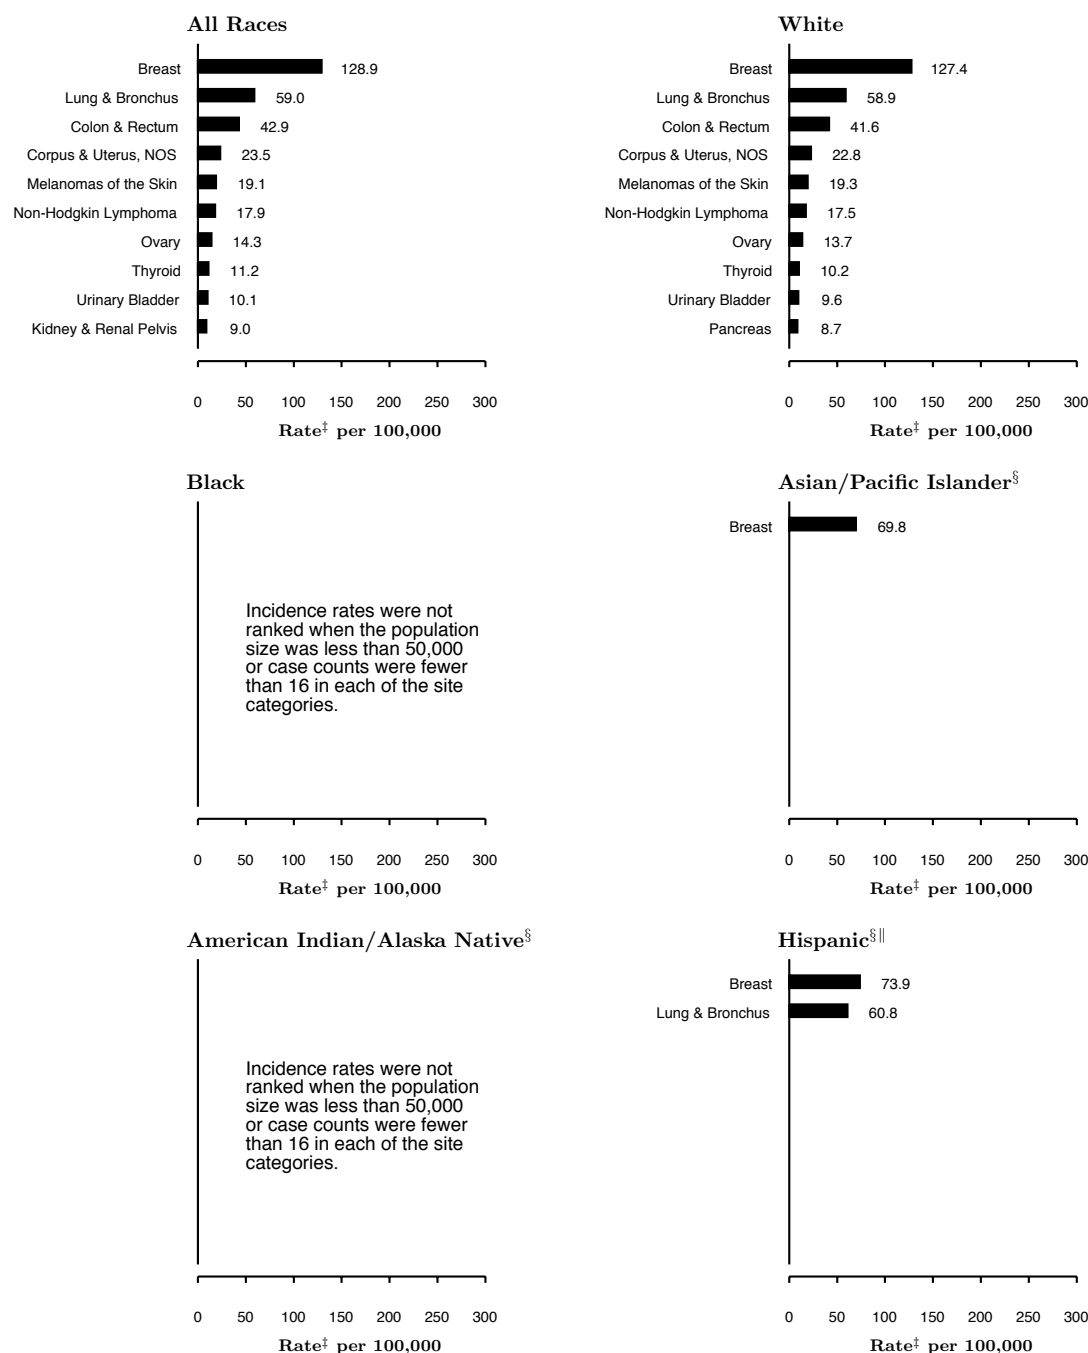 All Races
Breast 128.9
Lung & Bronchus 59.0
Colon & Rectum 42.9
Corpus & Uterus, NOS 23.5
Melanomas of the Skin 19.1
Non-Hodgkin Lymphoma 17.9
Ovary 14.3
Thyroid 11.2
Urinary Bladder 10.1
Kidney & Renal Pelvis 9.0
0 50 100 150 200 250 300
Rate‡ per 100,000
White
Breast 127.4
Lung & Bronchus 58.9
Colon & Rectum 41.6
Corpus & Uterus, NOS 22.8
Melanomas of the Skin 19.3
Non-Hodgkin Lymphoma 17.5
Ovary 13.7
Thyroid 10.2
Urinary Bladder 9.6
Pancreas 8.7
0 50 100 150 200 250 300
Rate‡ per 100,000
Black
Incidence rates were not
ranked when the population
size was less than 50,000
or case counts were fewer
than 16 in each of the site
categories.
0 50 100 150 200 250 300
Rate‡ per 100,000
Asian/Pacific Islander§
Breast 69.8
0 50 100 150 200 250 300
Rate‡ per 100,000
American Indian/Alaska Native§
Incidence rates were not
ranked when the population
size was less than 50,000
or case counts were fewer
than 16 in each of the site
categories.
0 50 100 150 200 250 300
Rate‡ per 100,000
Hispanic§‖
Breast 73.9
Lung & Bronchus 60.8
0 50 100 150 200 250 300
Rate‡ per 100,000